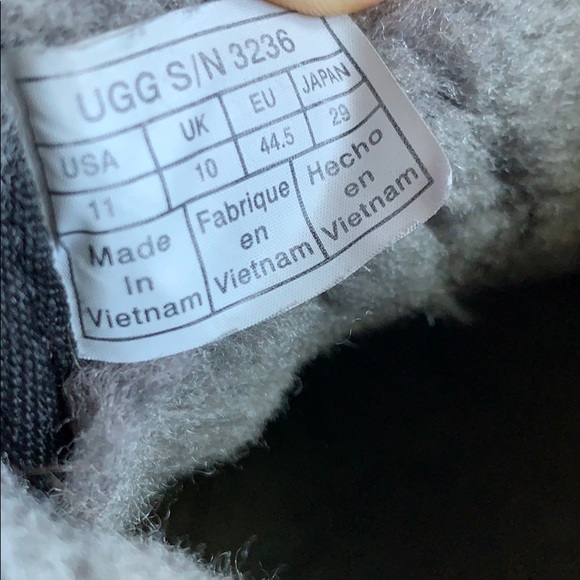 UGG S/N 3236
USA UK EU JAPAN
11 10 44.5 29
Made in Vietnam
Fabrique en Vietnam
Hecho en Vietnam